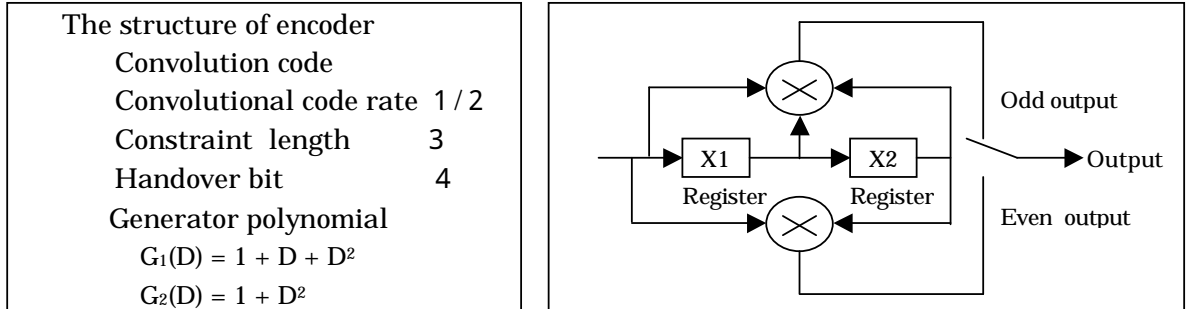 The structure of encoder
Convolution code
Convolutional code rate 1 / 2
Constraint length 3
Handover bit 4
Generator polynomial
G₁(D) = 1 + D + D²
G₂(D) = 1 + D²
Odd output
X1
X2
Output
Register
Register
Even output